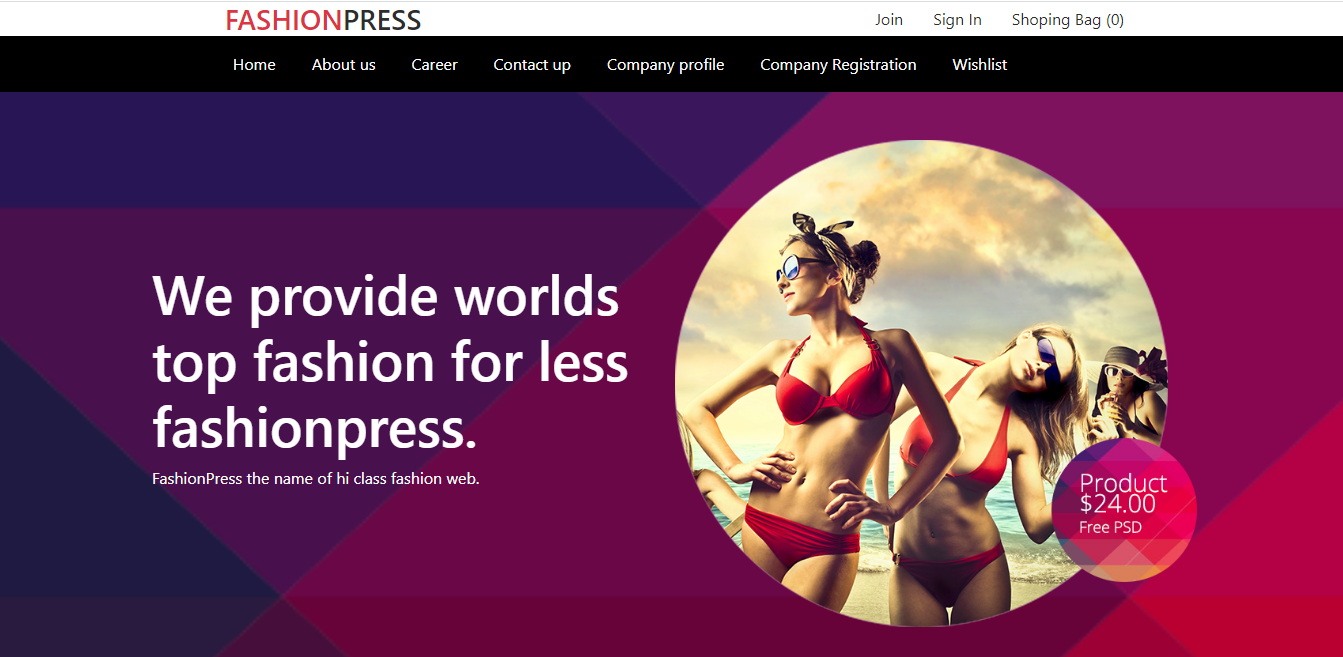 FASHIONPRESS
Join Sign In Shoping Bag (0)
Home About us Career Contact up Company profile Company Registration Wishlist
We provide worlds
top fashion for less
fashionpress.
FashionPress the name of hi class fashion web.
Product
$24.00
Free PSD